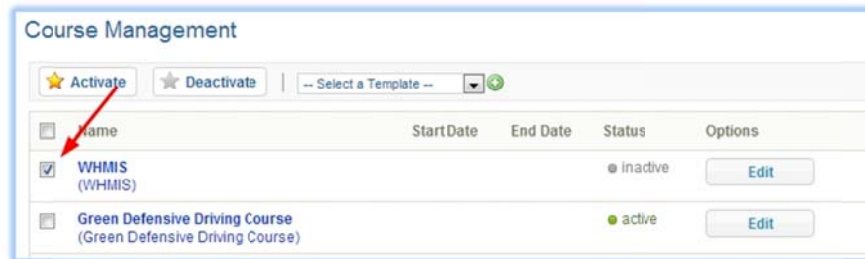 Course Management
Activate Deactivate | -- Select a Template --
Name StartDate End Date Status Options
WHMIS inactive Edit
(WHMIS)
Green Defensive Driving Course active Edit
(Green Defensive Driving Course)